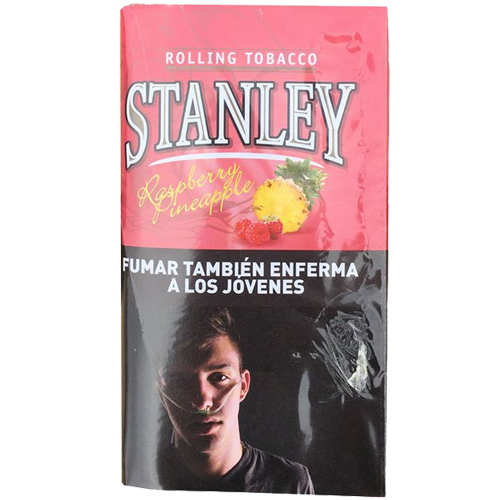 ROLLING TOBACCO
STANLEY
Raspberry
Pineapple
FUMAR TAMBIÉN ENFERMA
A LOS JÓVENES